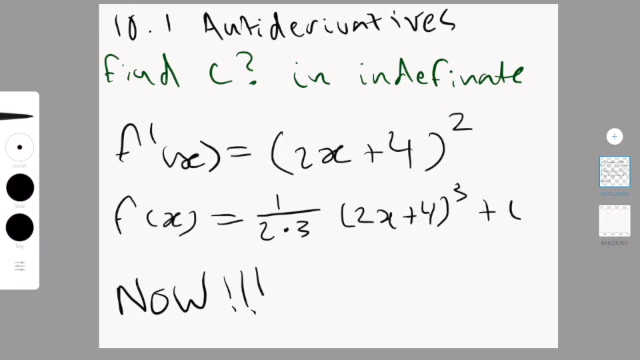 10.1 Antiderivatives
find C? in indefinate
f'(x) = (2x+4)^2
f(x) = 1/(2·3) (2x+4)^3 + C
NOW!!!